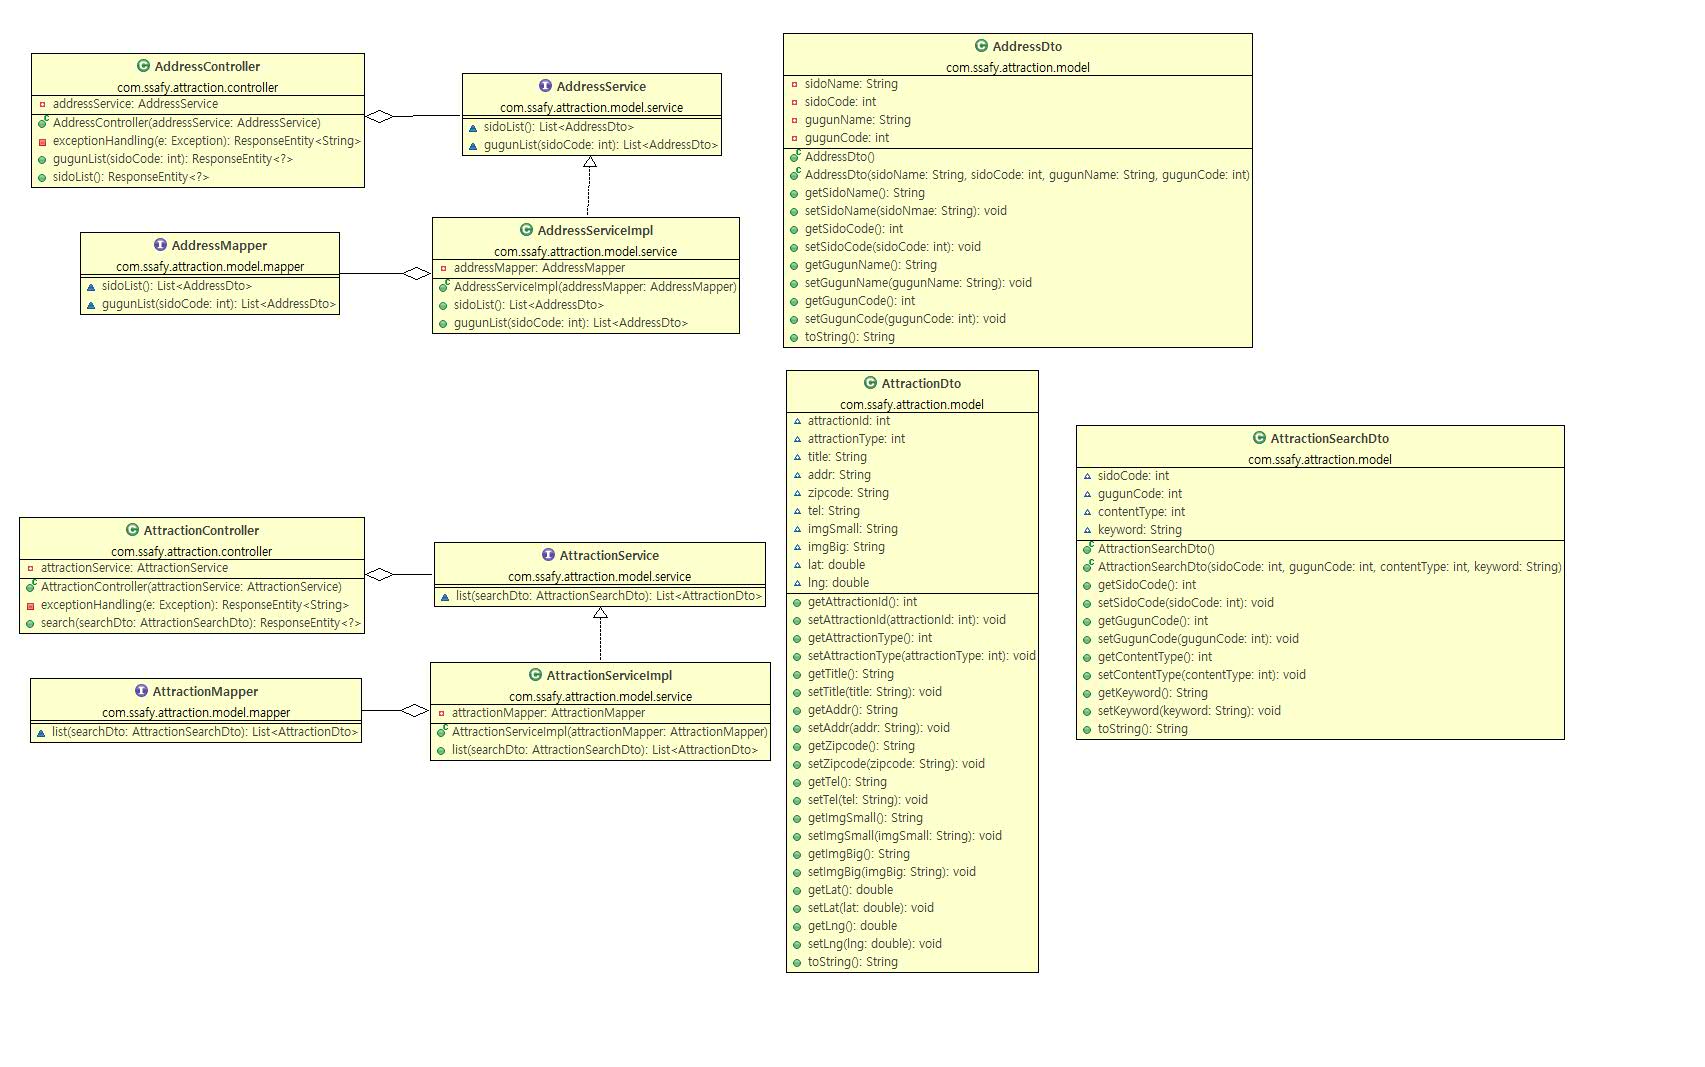 AddressController
com.ssafy.attraction.controller
addressService: AddressService
AddressController(addressService: AddressService)
exceptionHandling(e: Exception): ResponseEntity<String>
gugunList(sidoCode: int): ResponseEntity<?>
sidoList(): ResponseEntity<?>
AddressService
com.ssafy.attraction.model.service
sidoList(): List<AddressDto>
gugunList(sidoCode: int): List<AddressDto>
AddressMapper
com.ssafy.attraction.model.mapper
sidoList(): List<AddressDto>
gugunList(sidoCode: int): List<AddressDto>
AddressServiceImpl
com.ssafy.attraction.model.service
addressMapper: AddressMapper
AddressServiceImpl(addressMapper: AddressMapper)
sidoList(): List<AddressDto>
gugunList(sidoCode: int): List<AddressDto>
AddressDto
com.ssafy.attraction.model
sidoName: String
sidoCode: int
gugunName: String
gugunCode: int
AddressDto()
AddressDto(sidoName: String, sidoCode: int, gugunName: String, gugunCode: int)
getSidoName(): String
setSidoName(sidoNmae: String): void
getSidoCode(): int
setSidoCode(sidoCode: int): void
getGugunName(): String
setGugunName(gugunName: String): void
getGugunCode(): int
setGugunCode(gugunCode: int): void
toString(): String
AttractionController
com.ssafy.attraction.controller
attractionService: AttractionService
AttractionController(attractionService: AttractionService)
exceptionHandling(e: Exception): ResponseEntity<String>
search(searchDto: AttractionSearchDto): ResponseEntity<?>
AttractionService
com.ssafy.attraction.model.service
list(searchDto: AttractionSearchDto): List<AttractionDto>
AttractionMapper
com.ssafy.attraction.model.mapper
list(searchDto: AttractionSearchDto): List<AttractionDto>
AttractionServiceImpl
com.ssafy.attraction.model.service
attractionMapper: AttractionMapper
AttractionServiceImpl(attractionMapper: AttractionMapper)
list(searchDto: AttractionSearchDto): List<AttractionDto>
AttractionDto
com.ssafy.attraction.model
attractionId: int
attractionType: int
title: String
addr: String
zipcode: String
tel: String
imgSmall: String
imgBig: String
lat: double
lng: double
getAttractionId(): int
setAttractionId(attractionId: int): void
getAttractionType(): int
setAttractionType(attractionType: int): void
getTitle(): String
setTitle(title: String): void
getAddr(): String
setAddr(addr: String): void
getZipcode(): String
setZipcode(zipcode: String): void
getTel(): String
setTel(tel: String): void
getImgSmall(): String
setImgSmall(imgSmall: String): void
getImgBig(): String
setImgBig(imgBig: String): void
getLat(): double
setLat(lat: double): void
getLng(): double
setLng(lng: double): void
toString(): String
AttractionSearchDto
com.ssafy.attraction.model
sidoCode: int
gugunCode: int
contentType: int
keyword: String
AttractionSearchDto()
AttractionSearchDto(sidoCode: int, gugunCode: int, contentType: int, keyword: String)
getSidoCode(): int
setSidoCode(sidoCode: int): void
getGugunCode(): int
setGugunCode(gugunCode: int): void
getContentType(): int
setContentType(contentType: int): void
getKeyword(): String
setKeyword(keyword: String): void
toString(): String